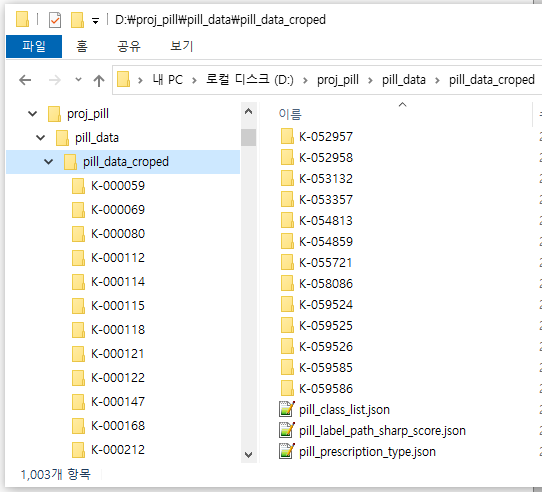 D:₩proj_pill₩pill_data₩pill_data_croped
파일 홈 공유 보기
내 PC > 로컬 디스크 (D:) > proj_pill > pill_data > pill_data_croped
proj_pill
pill_data
pill_data_croped
K-000059
K-000069
K-000080
K-000112
K-000114
K-000115
K-000118
K-000121
K-000122
K-000147
K-000168
K-000212
이름
K-052957
K-052958
K-053132
K-053357
K-054813
K-054859
K-055721
K-058086
K-059524
K-059525
K-059526
K-059585
K-059586
pill_class_list.json
pill_label_path_sharp_score.json
pill_prescription_type.json
1,003개 항목